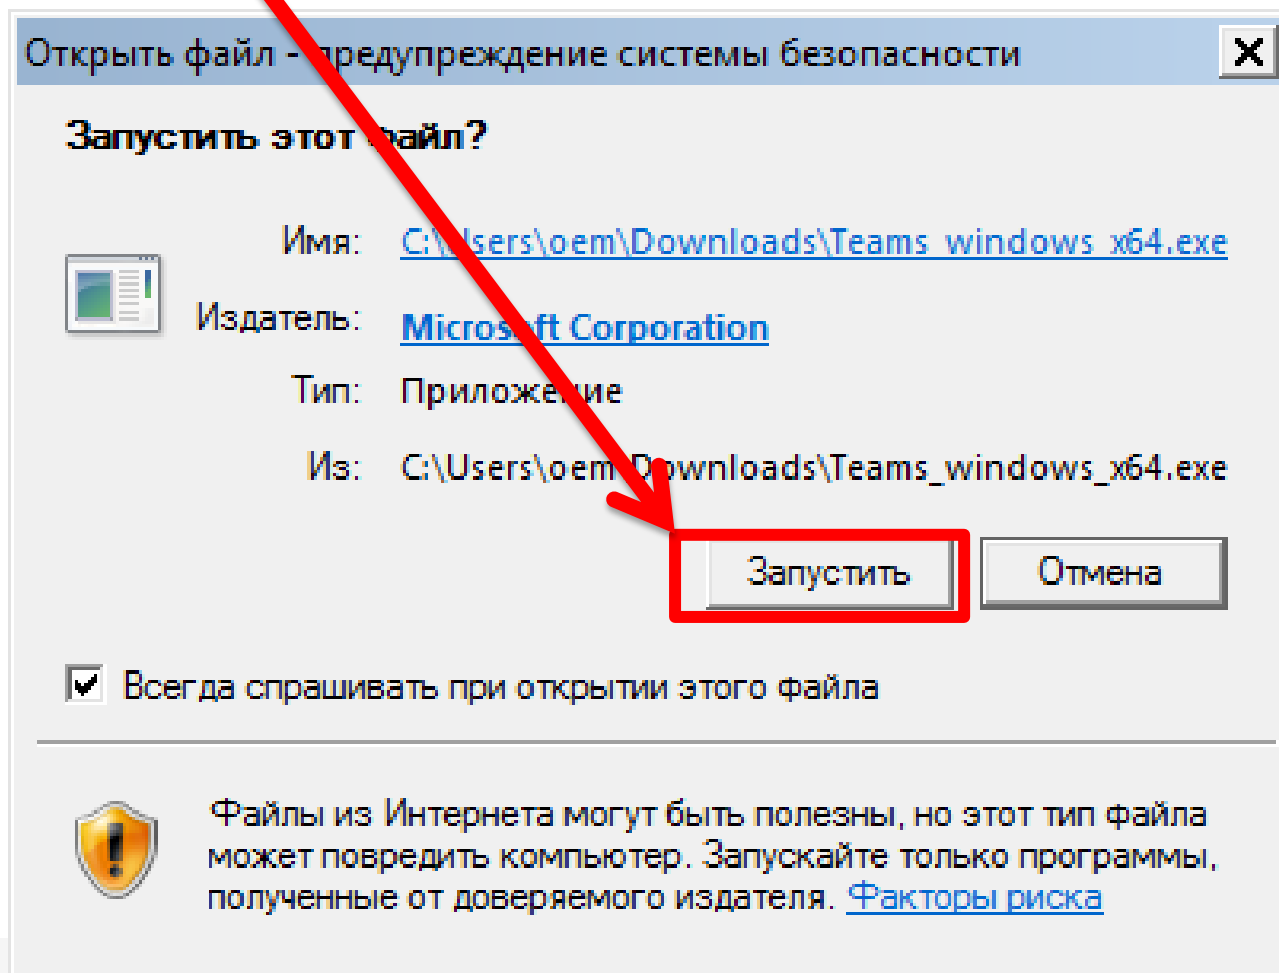 Открыть файл - предупреждение системы безопасности
Запустить этот файл?
Имя: C:\Users\oem\Downloads\Teams_windows_x64.exe
Издатель: Microsoft Corporation
Тип: Приложение
Из: C:\Users\oem\Downloads\Teams_windows_x64.exe
Запустить Отмена
Всегда спрашивать при открытии этого файла
Файлы из Интернета могут быть полезны, но этот тип файла
может повредить компьютер. Запускайте только программы,
полученные от доверяемого издателя. Факторы риска